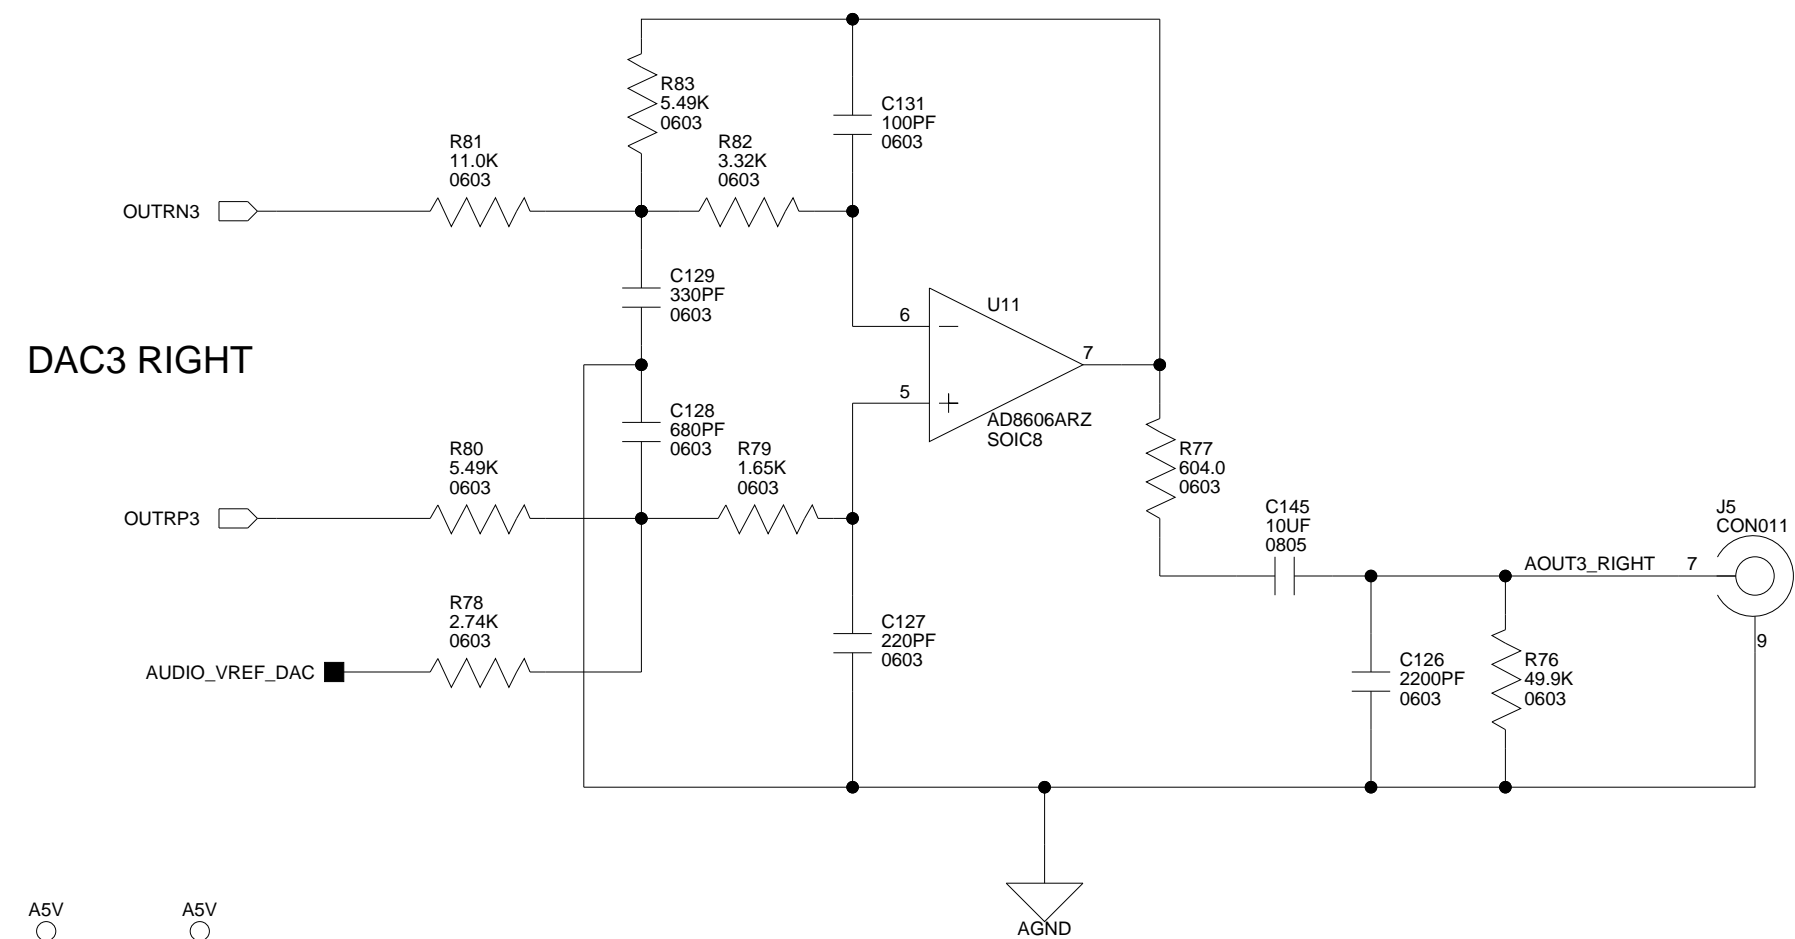 R83
5.49K
0603
C131
100PF
0603
R81
11.0K
0603
R82
3.32K
0603
OUTRN3
C129
330PF
0603
6
U11
DAC3 RIGHT
7
5
AD8606ARZ
SOIC8
C128
680PF
0603
R80
5.49K
0603
R79
1.65K
0603
R77
604.0
0603
OUTRP3
C145
10UF
0805
J5
CON011
AOUT3_RIGHT
7
R78
2.74K
0603
C127
220PF
0603
9
AUDIO_VREF_DAC
C126
2200PF
0603
R76
49.9K
0603
A5V
A5V
AGND